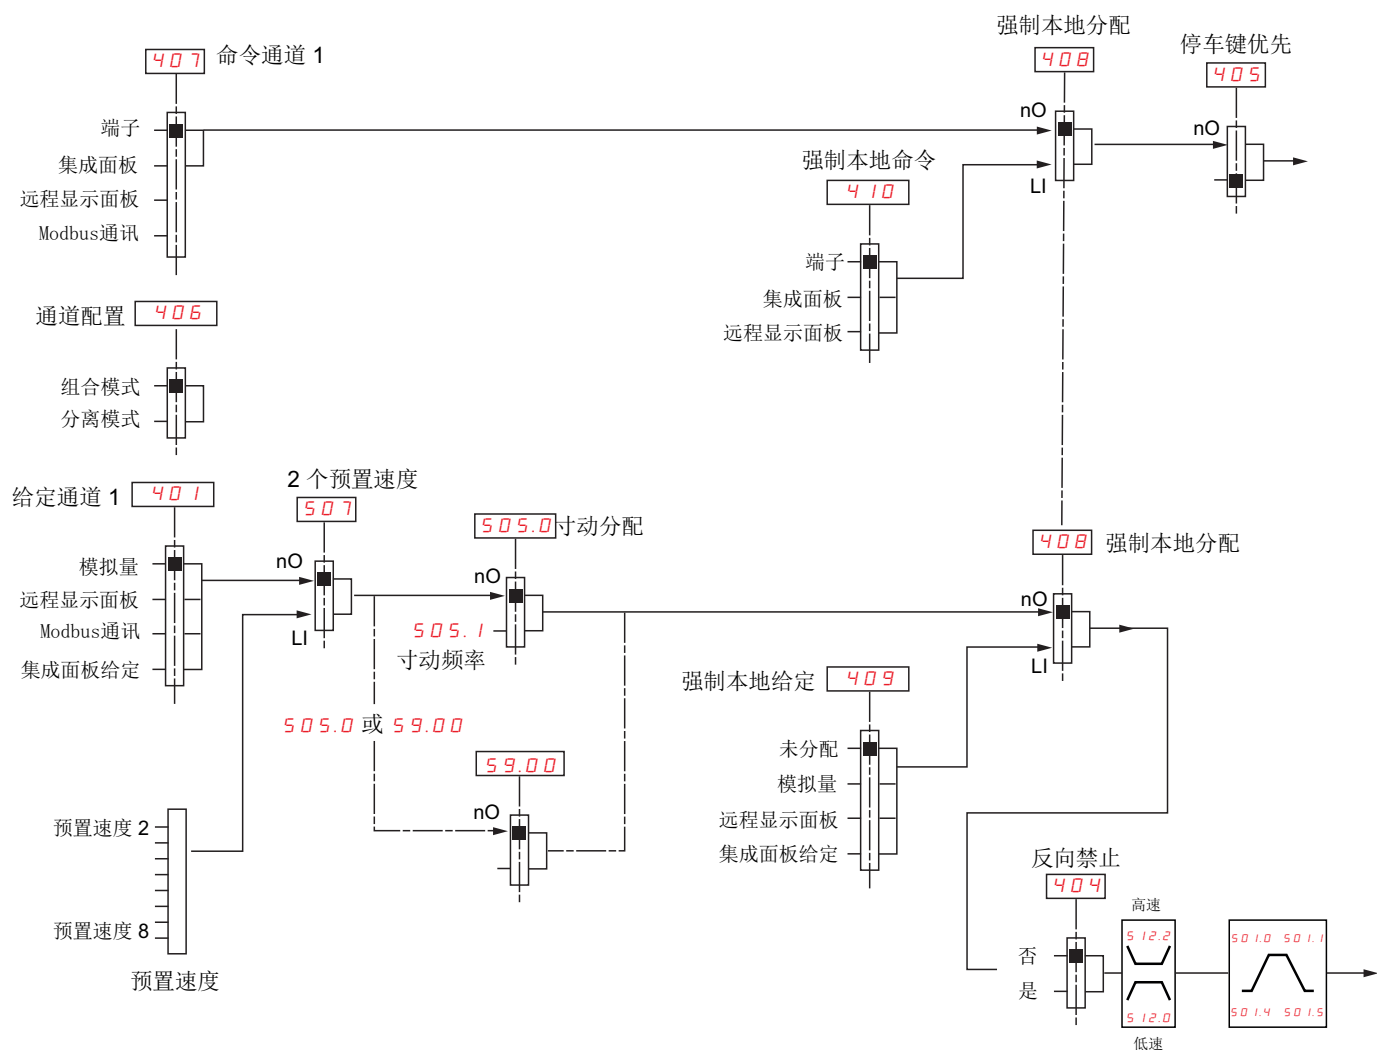 407 命令通道 1
端子
集成面板
远程显示面板
Modbus通讯
强制本地分配
408
nO
LI
停车键优先
405
nO
强制本地命令
410
端子
集成面板
远程显示面板
通道配置 406
组合模式
分离模式
给定通道 1 401
模拟量
远程显示面板
Modbus通讯
集成面板给定
2 个预置速度
507
nO
LI
505.0 寸动分配
nO
505.1
寸动频率
505.0 或 59.00
59.00
nO
408 强制本地分配
nO
LI
强制本地给定 409
未分配
模拟量
远程显示面板
集成面板给定
预置速度 2
预置速度 8
预置速度
反向禁止
404
否
是
高速
512.2
512.0
低速
501.0 501.1
501.4 501.5